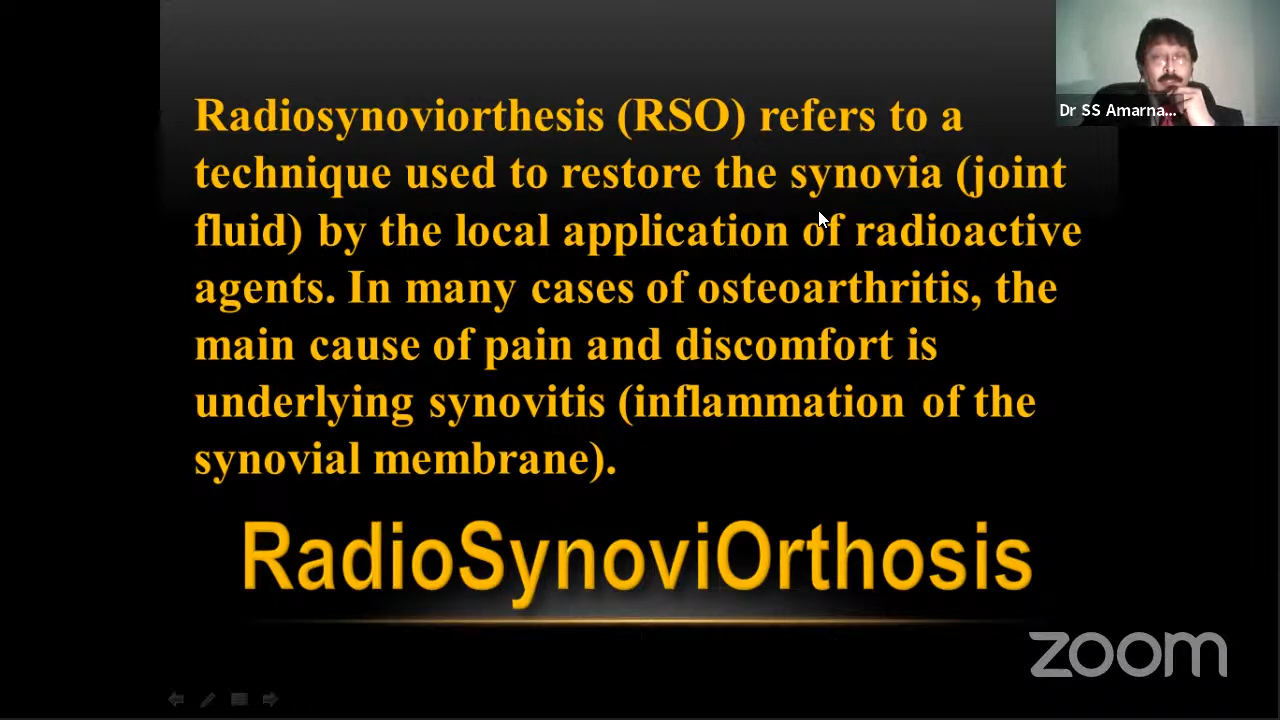 Radiosynoviorthesis (RSO) refers to a
technique used to restore the synovia (joint
fluid) by the local application of radioactive
agents. In many cases of osteoarthritis, the
main cause of pain and discomfort is
underlying synovitis (inflammation of the
synovial membrane).
RadioSynoviOrthosis
Dr SS Amarna...
zoom